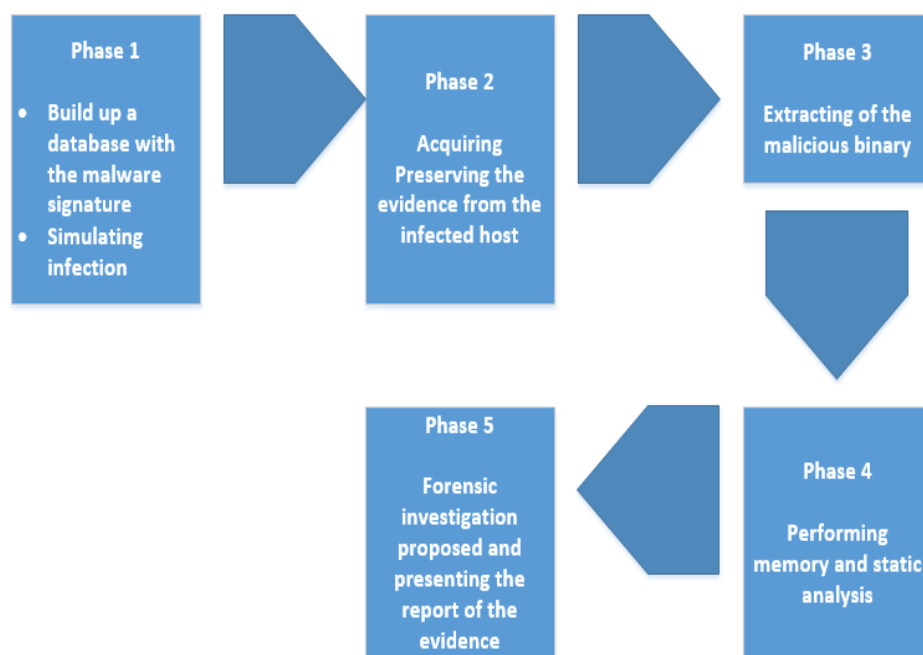 Phase 1
• Build up a
database with
the malware
signature
• Simulating
infection
Phase 2
Acquiring
Preserving the
evidence from the
infected host
Phase 3
Extracting of the
malicious binary
Phase 4
Performing
memory and static
analysis
Phase 5
Forensic
investigation
proposed and
presenting the
report of the
evidence